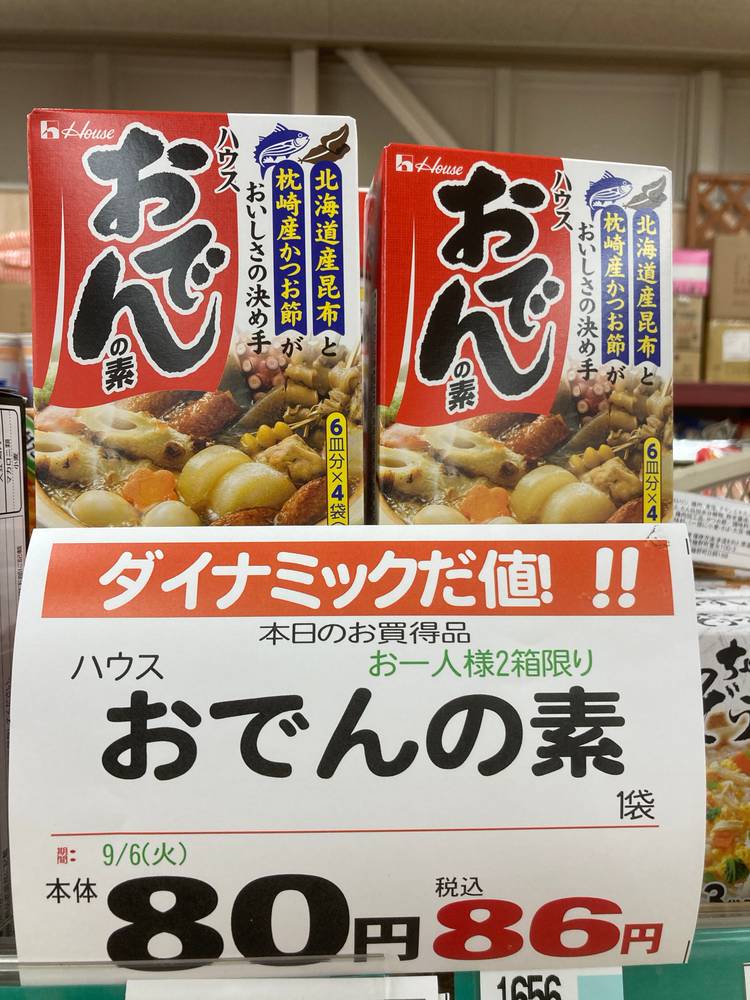 House
ハウス
おでんの素
北海道産昆布と
枕崎産かつお節が
おいしさの決め手
6皿分×4袋
House
ハウス
おでんの素
北海道産昆布と
枕崎産かつお節が
おいしさの決め手
6皿分×4
ダイナミックだ値! !!
本日のお買得品
ハウス
お一人様2箱限り
おでんの素
1袋
期間: 9/6(火)
本体80円
税込86円
1656